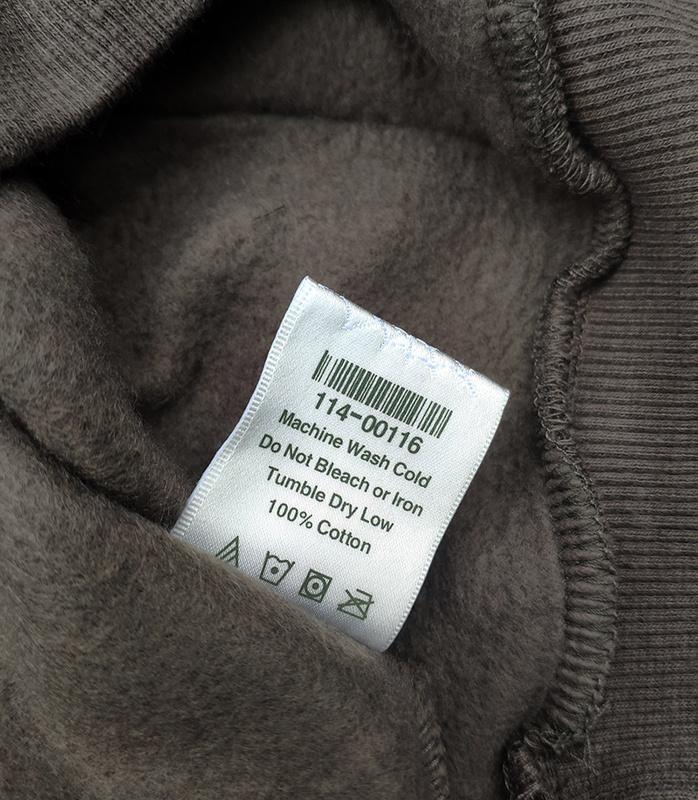 114-00116
Machine Wash Cold
Do Not Bleach or Iron
Tumble Dry Low
100% Cotton